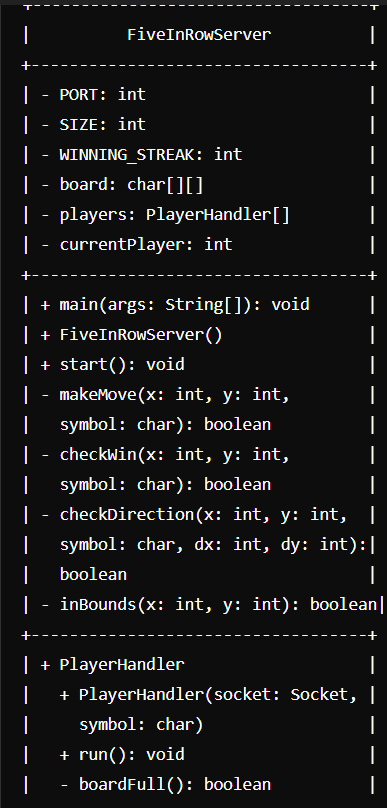 +-----------------------------------+
|          FiveInRowServer          |
+-----------------------------------+
| - PORT: int                       |
| - SIZE: int                       |
| - WINNING_STREAK: int             |
| - board: char[][]                 |
| - players: PlayerHandler[]        |
| - currentPlayer: int              |
+-----------------------------------+
| + main(args: String[]): void      |
| + FiveInRowServer()               |
| + start(): void                   |
| - makeMove(x: int, y: int,        |
|   symbol: char): boolean          |
| - checkWin(x: int, y: int,        |
|   symbol: char): boolean          |
| - checkDirection(x: int, y: int,  |
|   symbol: char, dx: int, dy: int):|
|   boolean                         |
| - inBounds(x: int, y: int): boolean|
+-----------------------------------+
| + PlayerHandler                   |
|   + PlayerHandler(socket: Socket, |
|     symbol: char)                 |
|   + run(): void                   |
|   - boardFull(): boolean          |